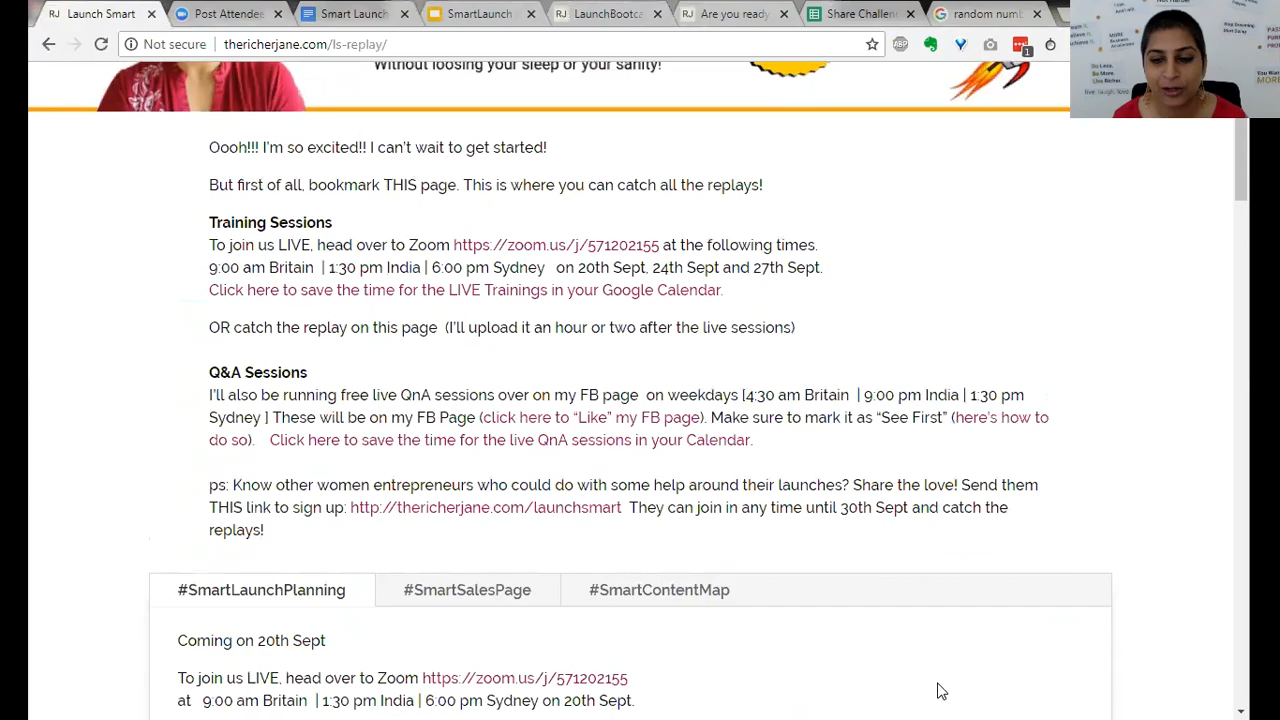 Launch Smart
Post Attendee
Smart Launch
Smart Launch
LaunchBootc
Are you ready
Share Challen
random numb
Not secure thericherjane.com/ls-replay/
ABP
1
Without loosing your sleep or your sanity!
Oooh!!! I'm so excited!! I can't wait to get started!
But first of all, bookmark THIS page. This is where you can catch all the replays!
Training Sessions
To join us LIVE, head over to Zoom https://zoom.us/j/571202155 at the following times.
9:00 am Britain | 1:30 pm India | 6:00 pm Sydney on 20th Sept, 24th Sept and 27th Sept.
Click here to save the time for the LIVE Trainings in your Google Calendar.
OR catch the replay on this page (I'll upload it an hour or two after the live sessions)
Q&A Sessions
I'll also be running free live QnA sessions over on my FB page on weekdays [4:30 am Britain | 9:00 pm India | 1:30 pm
Sydney ] These will be on my FB Page (click here to "Like" my FB page). Make sure to mark it as "See First" (here's how to
do so). Click here to save the time for the live QnA sessions in your Calendar.
ps: Know other women entrepreneurs who could do with some help around their launches? Share the love! Send them
THIS link to sign up: http://thericherjane.com/launchsmart They can join in any time until 30th Sept and catch the
replays!
#SmartLaunchPlanning #SmartSalesPage #SmartContentMap
Coming on 20th Sept
To join us LIVE, head over to Zoom https://zoom.us/j/571202155
at 9:00 am Britain | 1:30 pm India | 6:00 pm Sydney on 20th Sept.